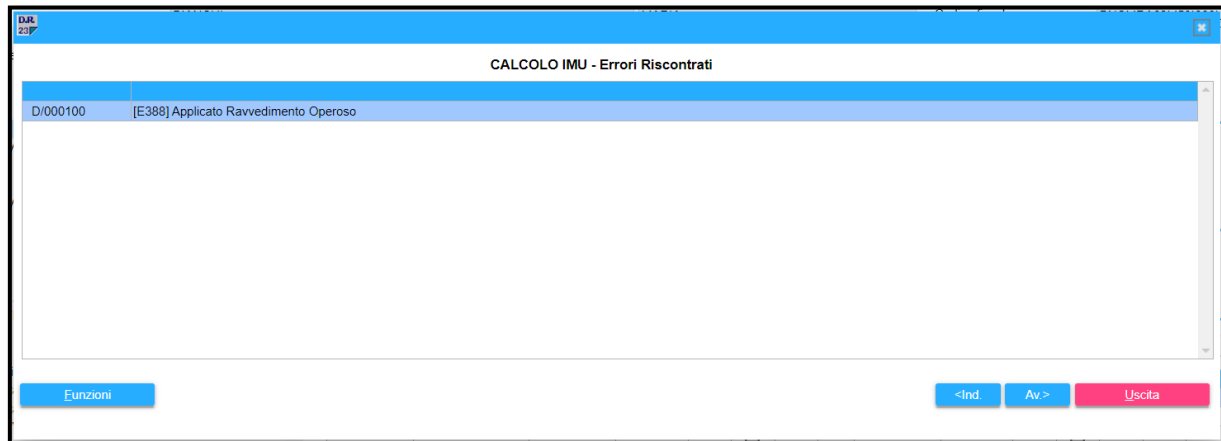 D.R.
23
CALCOLO IMU - Errori Riscontrati
D/000100 [E388] Applicato Ravvedimento Operoso
Funzioni
<Ind.
Av.>
Uscita